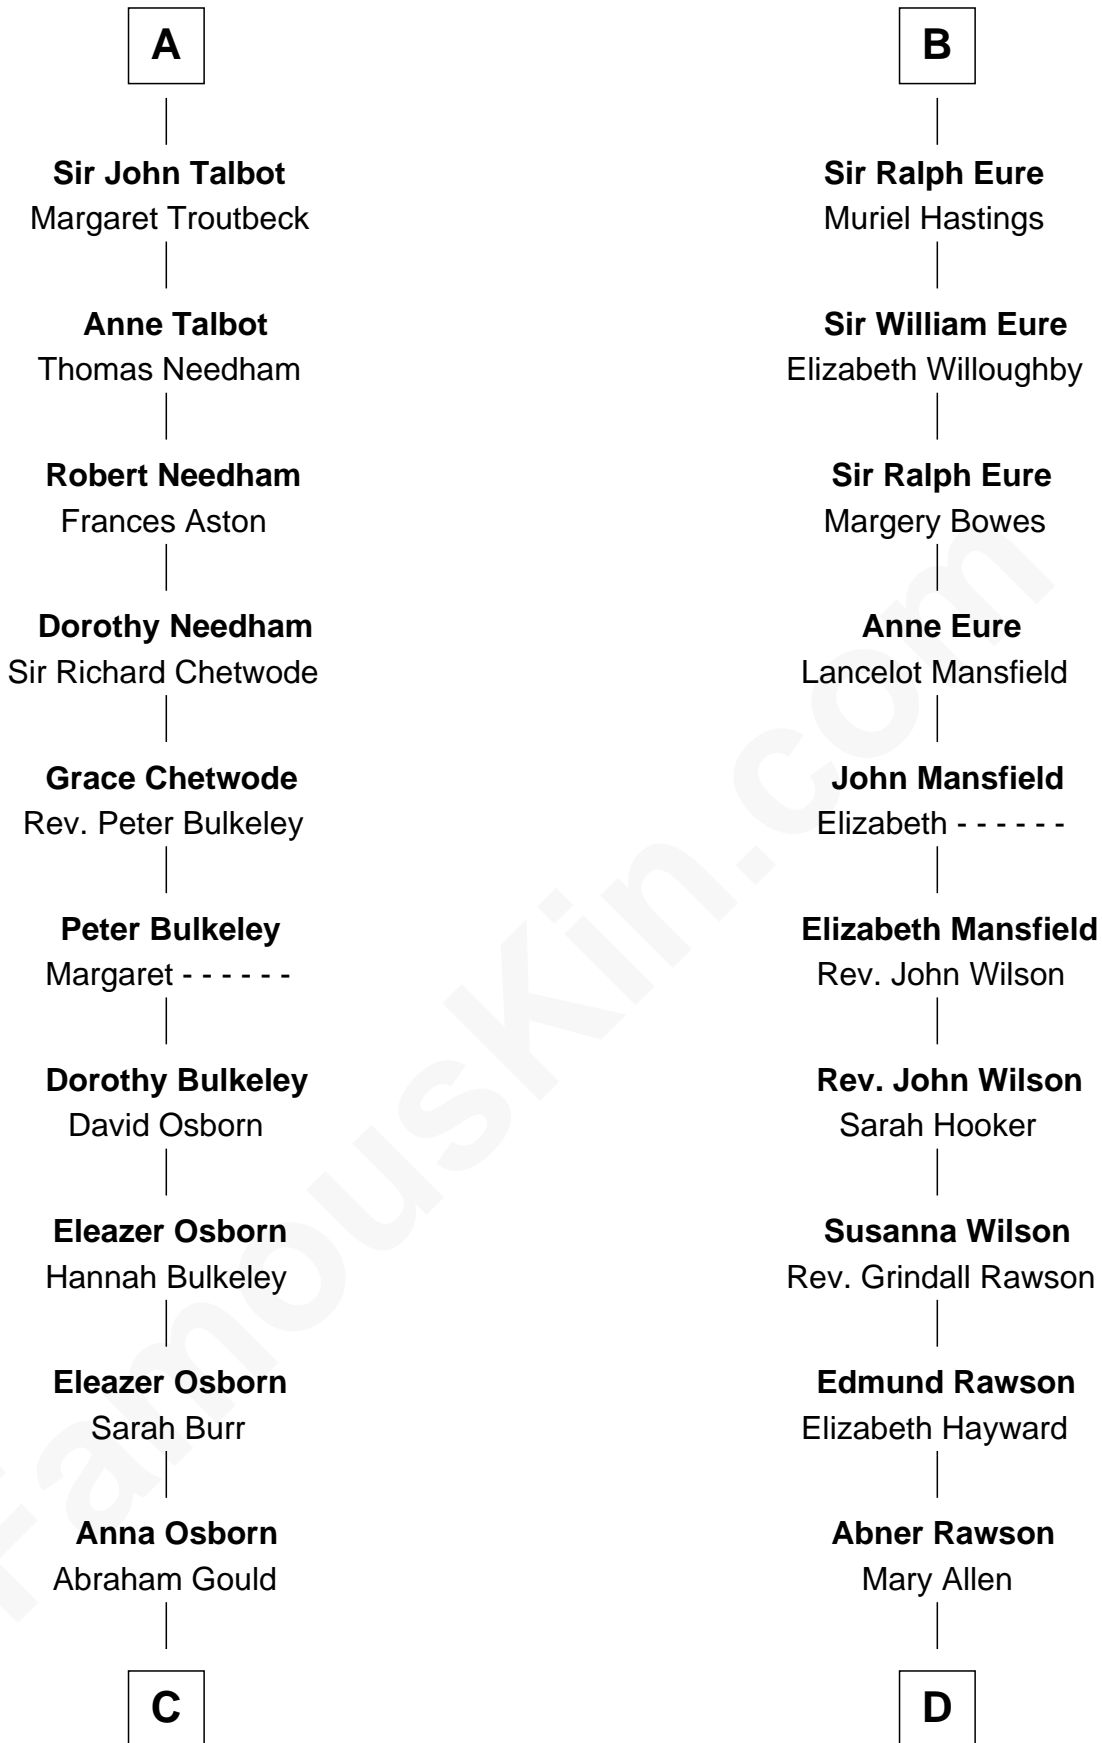 A
Sir John Talbot
Margaret Troutbeck
Anne Talbot
Thomas Needham
Robert Needham
Frances Aston
Dorothy Needham
Sir Richard Chetwode
Grace Chetwode
Rev. Peter Bulkeley
Peter Bulkeley
Margaret - - - - - -
Dorothy Bulkeley
David Osborn
Eleazer Osborn
Hannah Bulkeley
Eleazer Osborn
Sarah Burr
Anna Osborn
Abraham Gould
C
B
Sir Ralph Eure
Muriel Hastings
Sir William Eure
Elizabeth Willoughby
Sir Ralph Eure
Margery Bowes
Anne Eure
Lancelot Mansfield
John Mansfield
Elizabeth - - - - - -
Elizabeth Mansfield
Rev. John Wilson
Rev. John Wilson
Sarah Hooker
Susanna Wilson
Rev. Grindall Rawson
Edmund Rawson
Elizabeth Hayward
Abner Rawson
Mary Allen
D
FamousKin.com